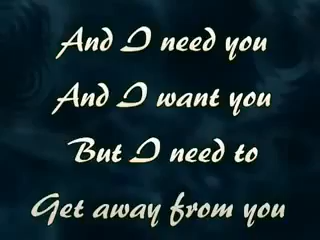 And I need you
And I want you
But I need to
Get away from you